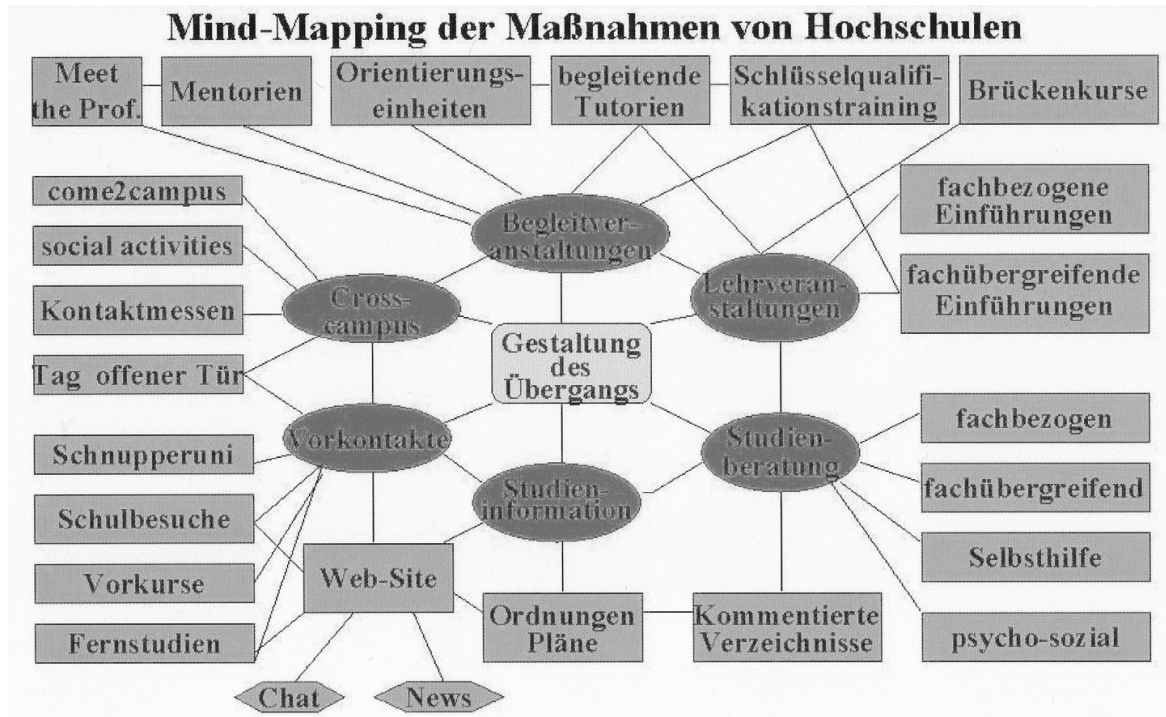 Mind-Mapping der Maßnahmen von Hochschulen
Meet
the Prof.
Mentorien
Orientierungs-
einheiten
begleitende
Tutorien
Schlüsselqualifi-
kationstraining
Brückenkurse
come2campus
social activities
Kontaktmessen
Tag offener Tür
Schnupperuni
Schulbesuche
Vorkurse
Fernstudien
Begleitver-
anstaltungen
Cross-
campus
Lehrveran-
staltungen
Gestaltung
des
Übergangs
Vorkontakte
Studien-
information
Studien-
beratung
fachbezogene
Einführungen
fachübergreifende
Einführungen
fachbezogen
fachübergreifend
Selbsthilfe
psycho-sozial
Web-Site
Ordnungen
Pläne
Kommentierte
Verzeichnisse
Chat
News